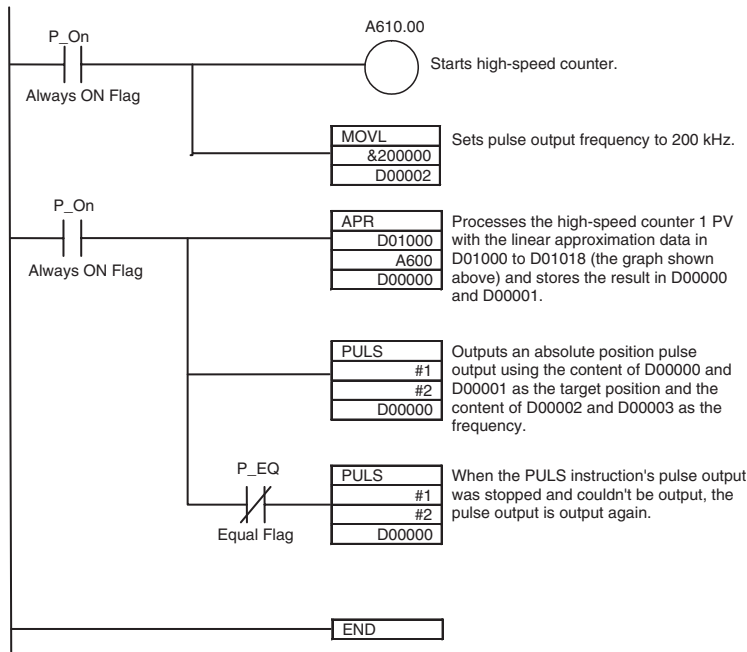 P_On
Always ON Flag
A610.00
Starts high-speed counter.
MOVL
&200000
D00002
Sets pulse output frequency to 200 kHz.
P_On
Always ON Flag
APR
D01000
A600
D00000
Processes the high-speed counter 1 PV
with the linear approximation data in
D01000 to D01018 (the graph shown
above) and stores the result in D00000
and D00001.
PULS
#1
#2
D00000
Outputs an absolute position pulse
output using the content of D00000 and
D00001 as the target position and the
content of D00002 and D00003 as the
frequency.
P_EQ
Equal Flag
PULS
#1
#2
D00000
When the PULS instruction's pulse output
was stopped and couldn't be output, the
pulse output is output again.
END